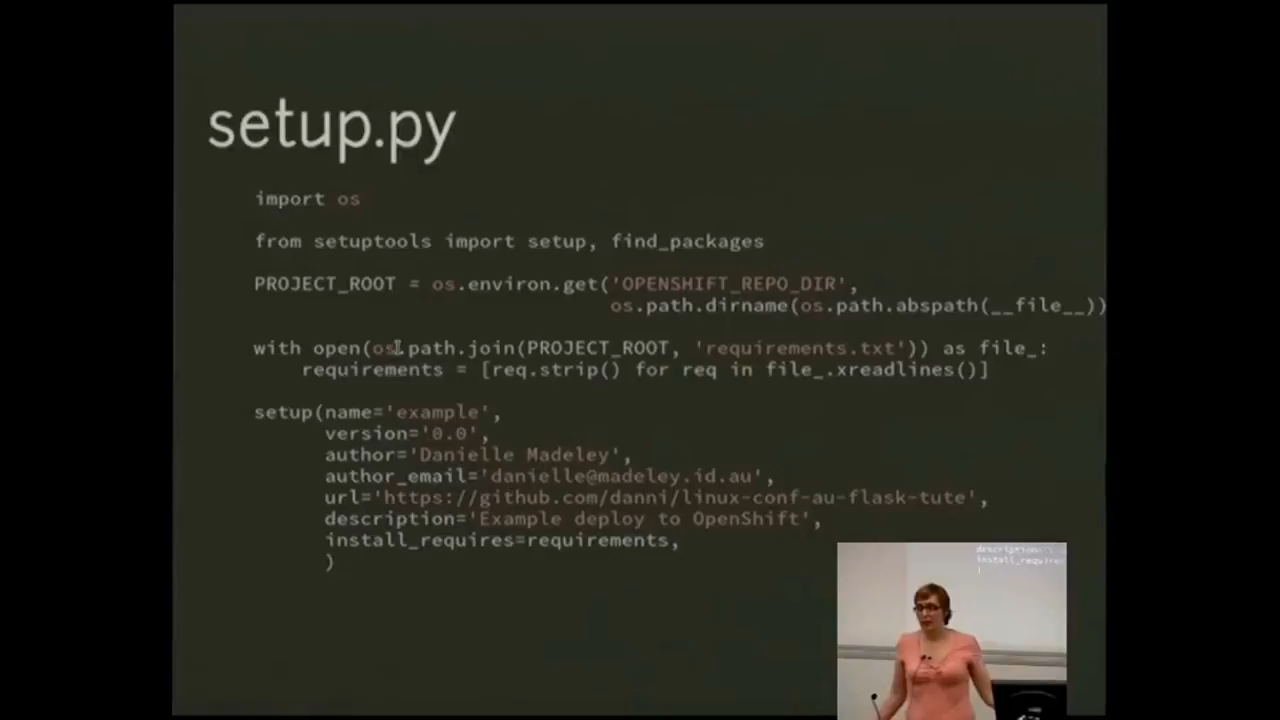 setup.py
import os
from setuptools import setup, find_packages
PROJECT_ROOT = os.environ.get('OPENSHIFT_REPO_DIR',
os.path.dirname(os.path.abspath(__file__))
with open(os.path.join(PROJECT_ROOT, 'requirements.txt')) as file_:
requirements = [req.strip() for req in file_.xreadlines()]
setup(name='example',
version='0.0',
author='Danielle Madeley',
author_email='danielle@madeley.id.au',
url='https://github.com/danni/linux-conf-au-flask-tute',
description='Example deploy to OpenShift',
install_requires=requirements,
)
description=
install_require